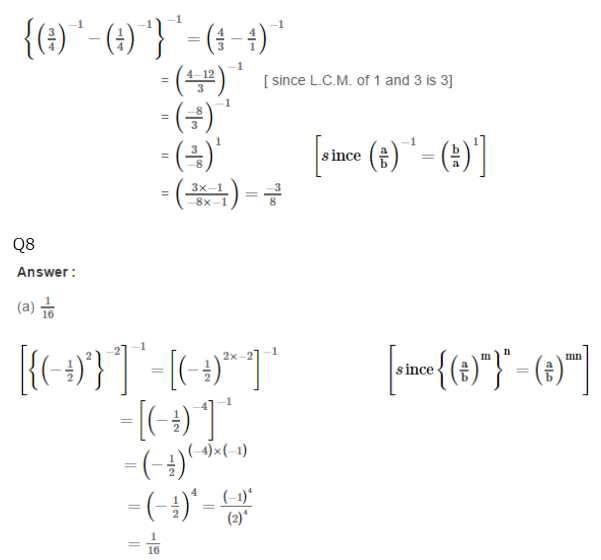 {(3/4)⁻¹ − (1/4)⁻¹}⁻¹ = (4/3 − 4/1)⁻¹
= ((4−12)/3)⁻¹ [ since L.C.M. of 1 and 3 is 3]
= (−8/3)⁻¹
= (3/−8)¹ [since (a/b)⁻¹ = (b/a)¹]
= ((3×−1)/(−8×−1)) = −3/8
Q8
Answer :
(a) 1/16
[{(−1/2)²}⁻²]⁻¹ = [(−1/2)²ˣ⁻²]⁻¹ [since {(a/b)ᵐ}ⁿ = (a/b)ᵐⁿ]
= [(−1/2)⁻⁴]⁻¹
= (−1/2)⁽⁻⁴⁾ˣ⁽⁻¹⁾
= (−1/2)⁴ = (−1)⁴/(2)⁴
= 1/16